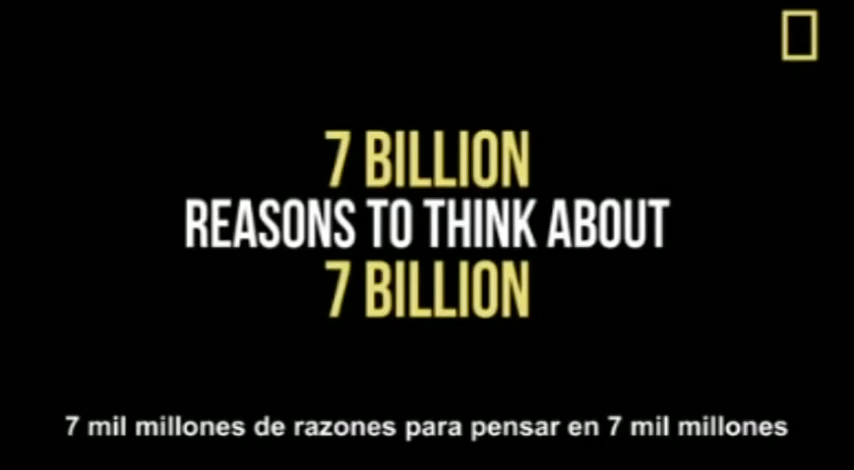 7 BILLION
REASONS TO THINK ABOUT
7 BILLION
7 mil millones de razones para pensar en 7 mil millones